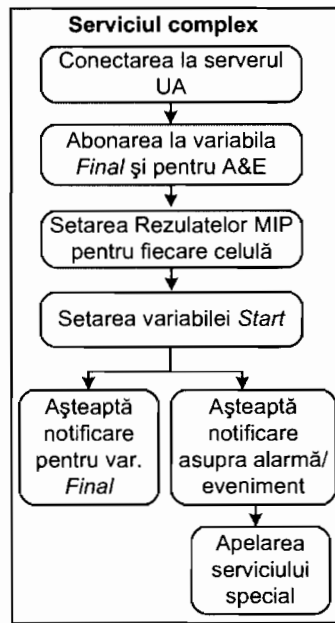 Serviciul complex
Conectarea la serverul
UA
Abonarea la variabila
Final şi pentru A&E
Setarea Rezulatelor MIP
pentru fiecare celulă
Setarea variabilei Start
Aşteaptă
notificare
pentru var.
Final
Aşteaptă
notificare
asupra alarmă/
eveniment
Apelarea
serviciului
special